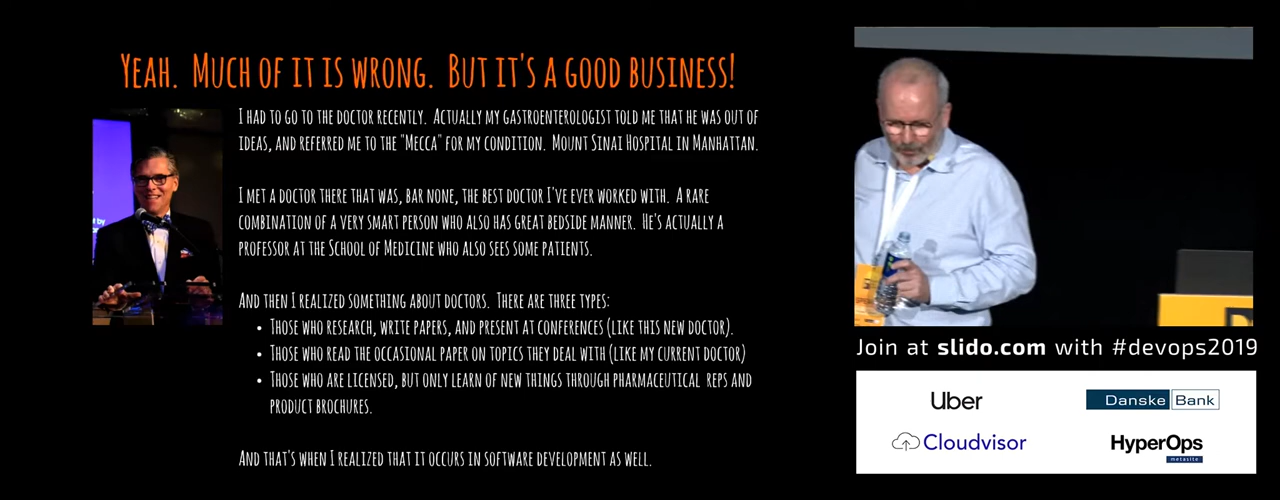 Yeah. Much of it is wrong. But it's a good business!
I had to go to the doctor recently. Actually my gastroenterologist told me that he was out of
ideas, and referred me to the "Mecca" for my condition. Mount Sinai Hospital in Manhattan.
I met a doctor there that was, bar none, the best doctor I've ever worked with. A rare
combination of a very smart person who also has great bedside manner. He's actually a
professor at the School of Medicine who also sees some patients.
And then I realized something about doctors. There are three types:
• Those who research, write papers, and present at conferences (like this new doctor).
• Those who read the occasional paper on topics they deal with (like my current doctor)
• Those who are licensed, but only learn of new things through pharmaceutical reps and
product brochures.
And that's when I realized that it occurs in software development as well.
Join at slido.com with #devops2019
Uber
Danske Bank
Cloudvisor
HyperOps
metasite